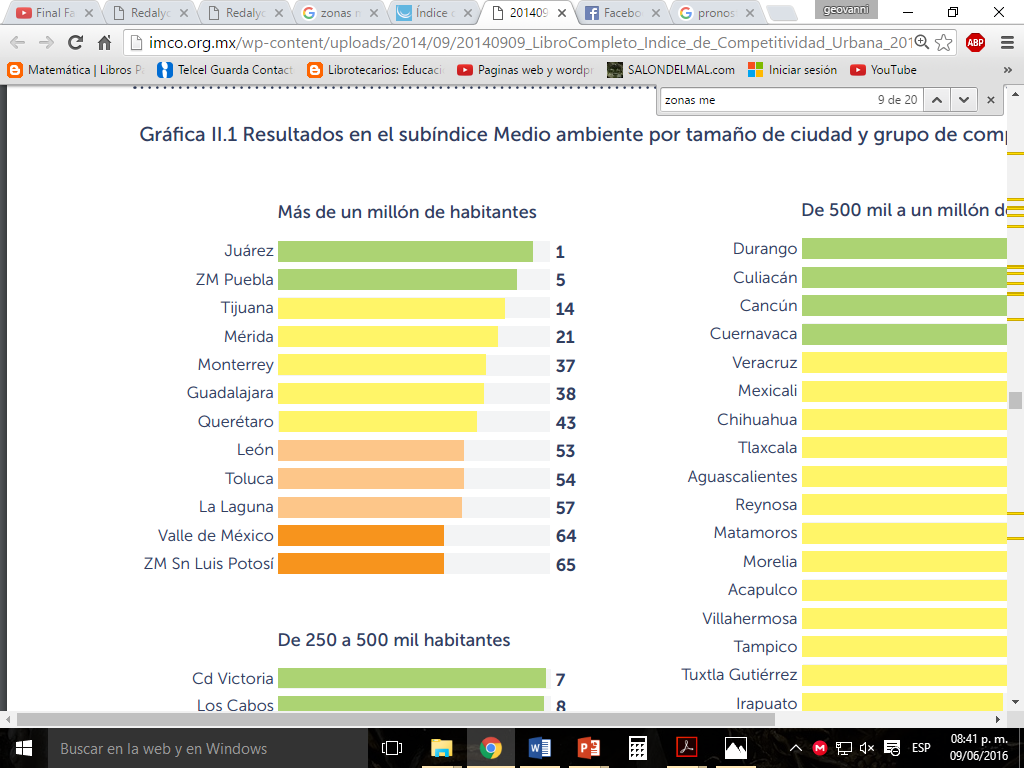 geovanni
Final Fa
Redalyc
Redalyc
zonas m
Índice d
201409
Facebo
pronos
imco.org.mx/wp-content/uploads/2014/09/20140909_LibroCompleto_Indice_de_Competitividad_Urbana_201
ABP
Matemática | Libros P
Telcel Guarda Contact
Librotecarios: Educaci
Paginas web y wordpr
SALONDELMAL.com
Iniciar sesión
YouTube
»
zonas me 9 de 20
Gráfica II.1 Resultados en el subíndice Medio ambiente por tamaño de ciudad y grupo de comp
Más de un millón de habitantes
Juárez 1
ZM Puebla 5
Tijuana 14
Mérida 21
Monterrey 37
Guadalajara 38
Querétaro 43
León 53
Toluca 54
La Laguna 57
Valle de México 64
ZM Sn Luis Potosí 65
De 250 a 500 mil habitantes
Cd Victoria 7
Los Cabos 8
De 500 mil a un millón de
Durango
Culiacán
Cancún
Cuernavaca
Veracruz
Mexicali
Chihuahua
Tlaxcala
Aguascalientes
Reynosa
Matamoros
Morelia
Acapulco
Villahermosa
Tampico
Tuxtla Gutiérrez
Irapuato
Buscar en la web y en Windows
ESP
08:41 p. m.
09/06/2016